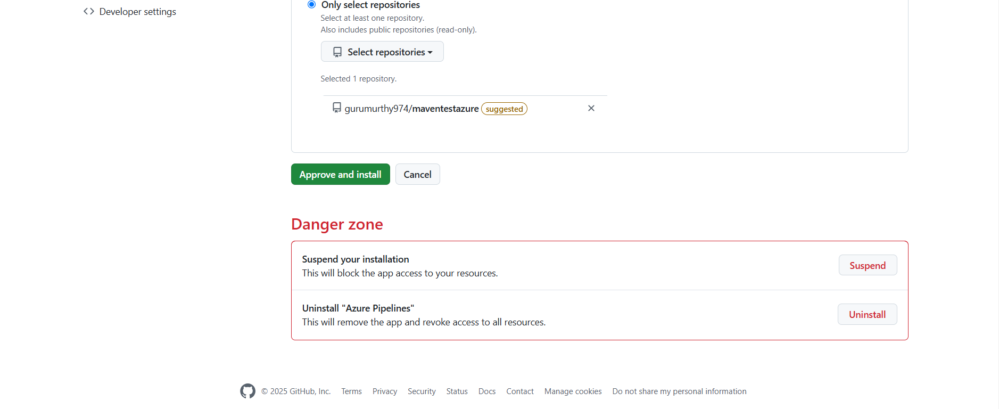 Developer settings
Only select repositories
Select at least one repository.
Also includes public repositories (read-only).
Select repositories
Selected 1 repository.
gurumurthy974/maventestazure suggested
Approve and install Cancel
Danger zone
Suspend your installation
This will block the app access to your resources.
Suspend
Uninstall "Azure Pipelines"
This will remove the app and revoke access to all resources.
Uninstall
© 2025 GitHub, Inc. Terms Privacy Security Status Docs Contact Manage cookies Do not share my personal information